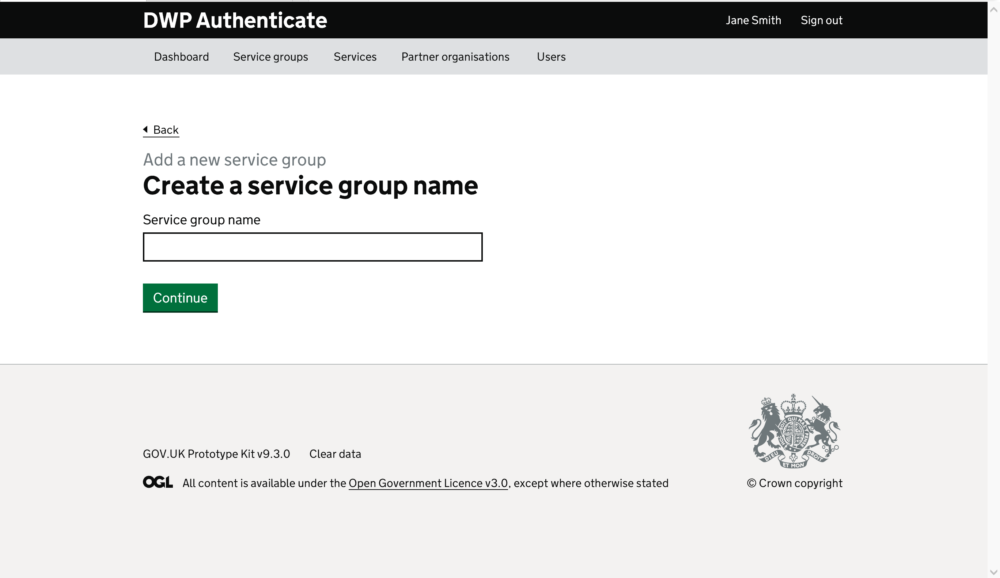 DWP Authenticate
Jane Smith
Sign out
Dashboard
Service groups
Services
Partner organisations
Users
Back
Add a new service group
Create a service group name
Service group name
Continue
GOV.UK Prototype Kit v9.3.0
Clear data
OGL
All content is available under the Open Government Licence v3.0, except where otherwise stated
DIEU ET MON DROIT
© Crown copyright